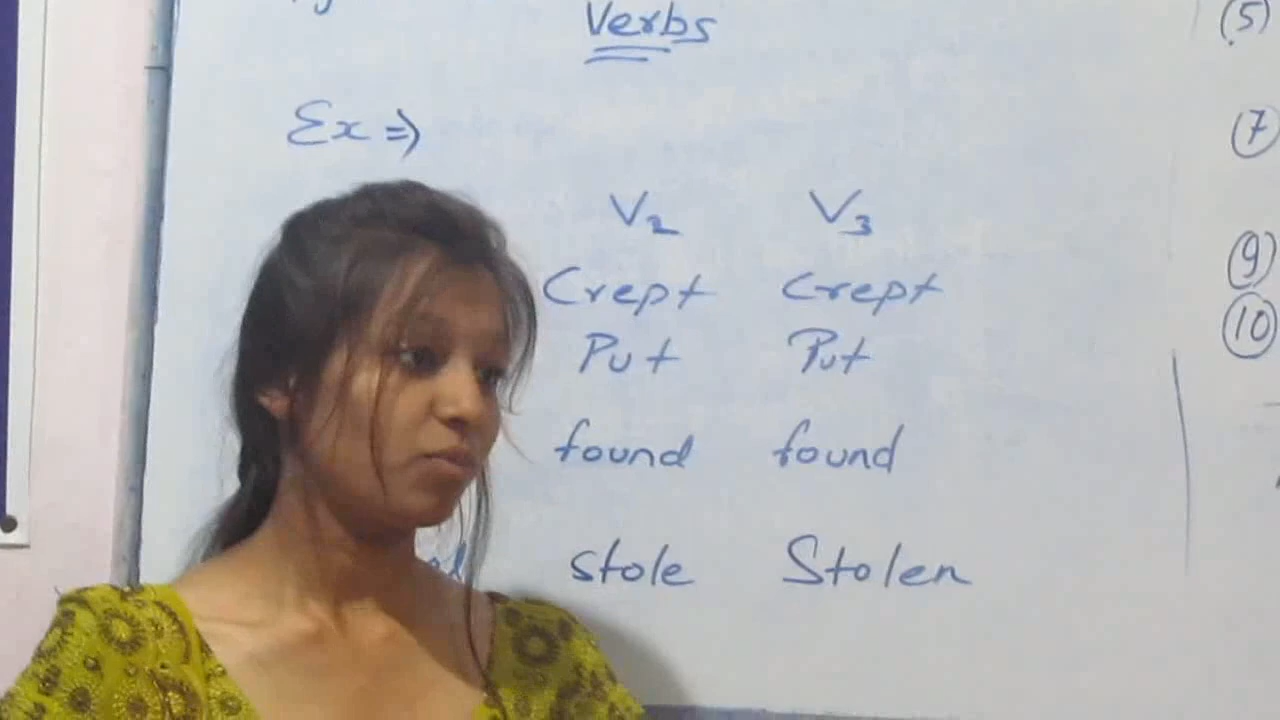 Verbs
Ex ⇒
V2 V3
Crept Crept
Put Put
found found
stole Stolen
(5)
(7)
(9)
(10)